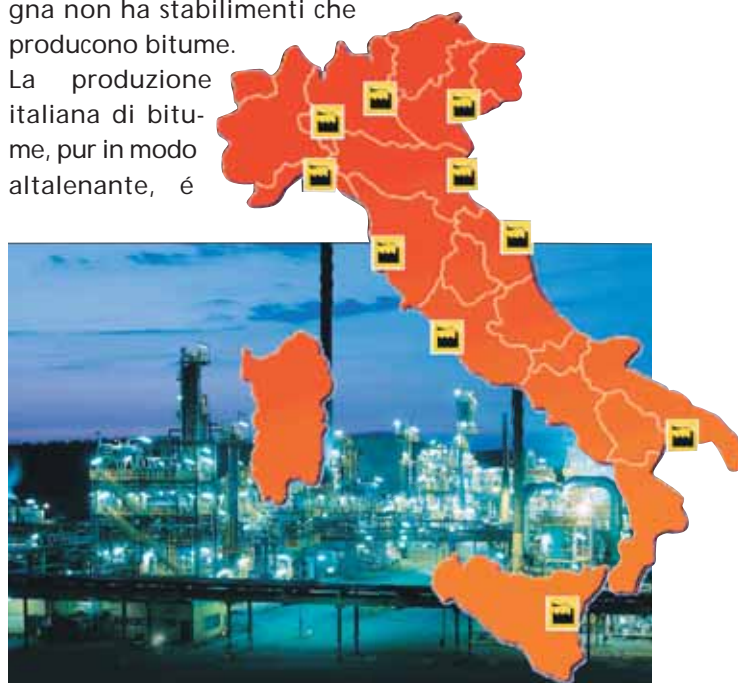 gna non ha stabilimenti che
producono bitume.
La produzione
italiana di bitu-
me, pur in modo
altalenante, é